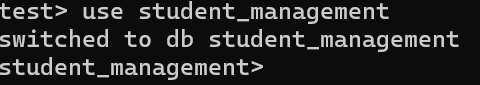 test> use student_management
switched to db student_management
student_management>